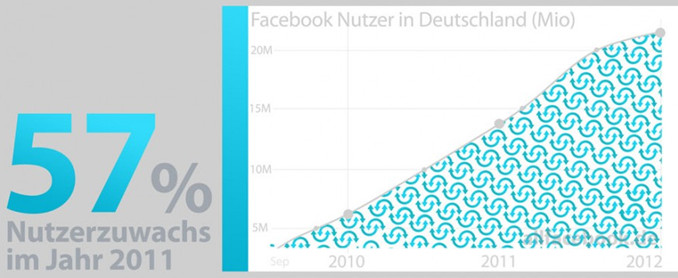 Facebook Nutzer in Deutschland (Mio)
20M
15M
10M
5M
Sep 2010 2011 2012
57%
Nutzerzuwachs
im Jahr 2011